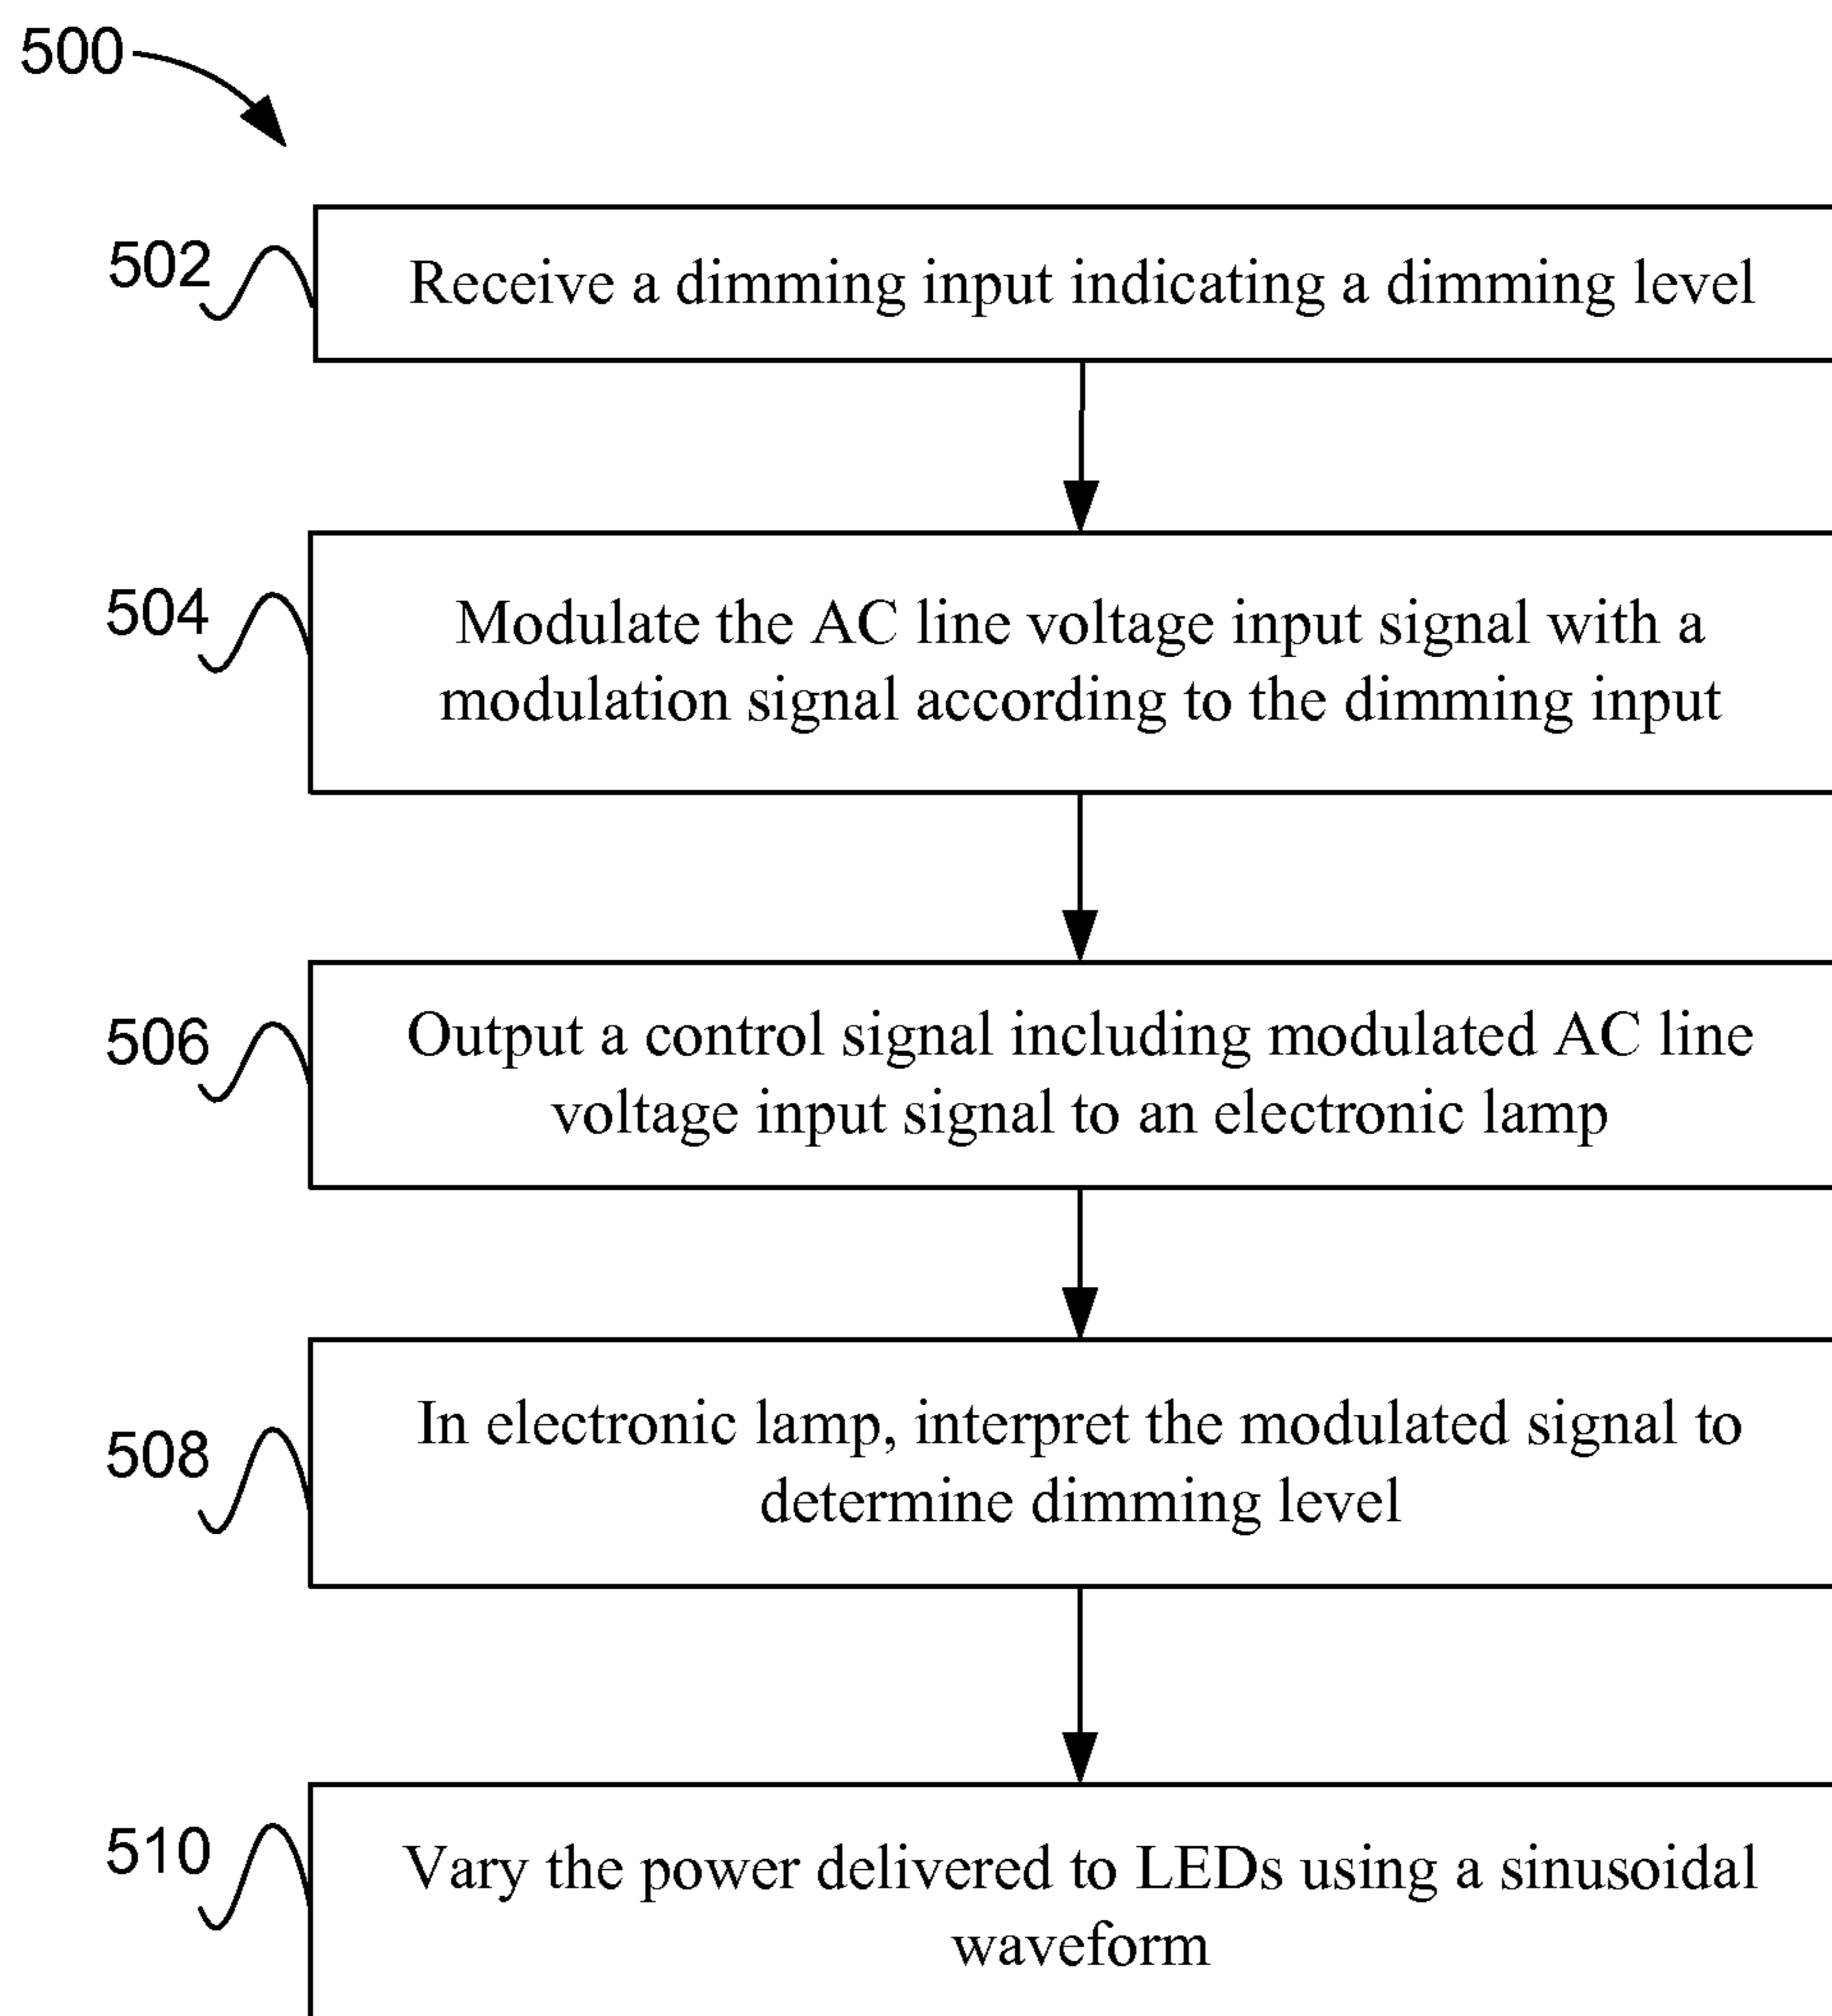 500
502
Receive a dimming input indicating a dimming level
504
Modulate the AC line voltage input signal with a
modulation signal according to the dimming input
506
Output a control signal including modulated AC line
voltage input signal to an electronic lamp
508
In electronic lamp, interpret the modulated signal to
determine dimming level
510
Vary the power delivered to LEDs using a sinusoidal
waveform